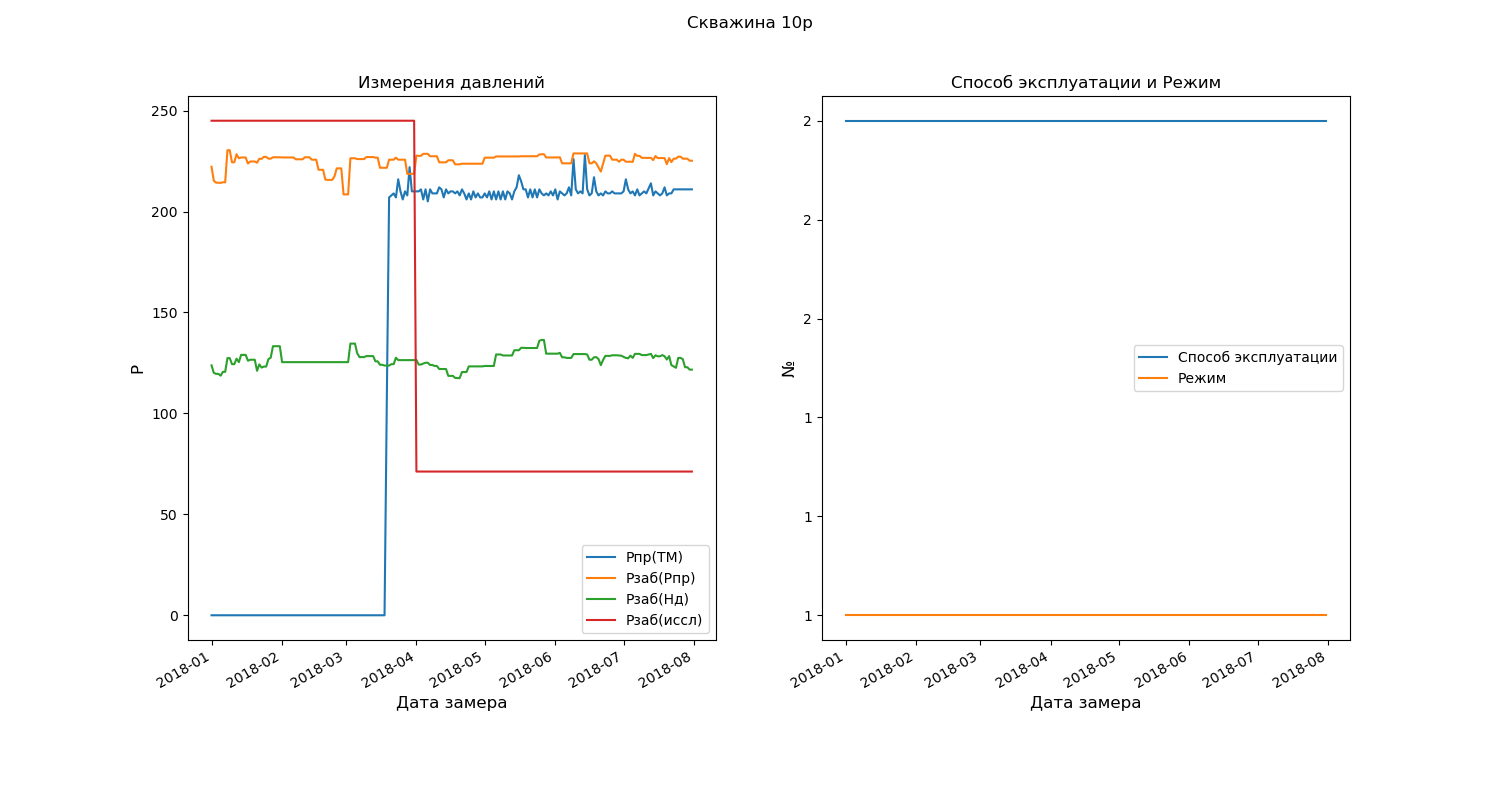 Скважина 10р
Измерения давлений
250
200
150
100
50
0
P
Рпр(ТМ)
Рзаб(Рпр)
Рзаб(Нд)
Рзаб(иссл)
2018-01
2018-02
2018-03
2018-04
2018-05
2018-06
2018-07
2018-08
Дата замера
Способ эксплуатации и Режим
2
2
2
1
1
1
№
Способ эксплуатации
Режим
2018-01
2018-02
2018-03
2018-04
2018-05
2018-06
2018-07
2018-08
Дата замера